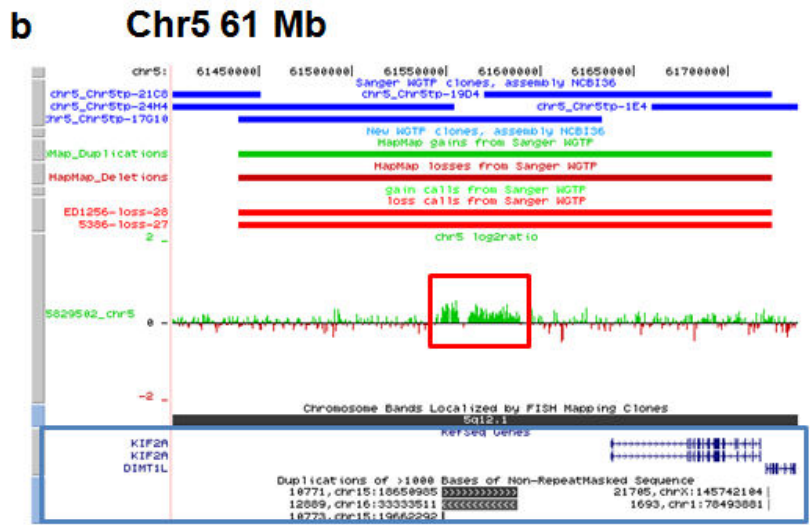 b Chr5 61 Mb
chr5: 61450000| 61500000| 61550000| 61600000| 61650000| 61700000|
Sanger WGTP clones, assembly NCBI36
chr5_Chr5tp-21C8 chr5_Chr5tp-19D4
chr5_Chr5tp-24H4 chr5_Chr5tp-1E4
chr5_Chr5tp-17G10
New WGTP clones, assembly NCBI36
HapMap gains from Sanger WGTP
pMap_Duplications
HapMap losses from Sanger WGTP
HapMap_Deletions
gain calls from Sanger WGTP
loss calls from Sanger WGTP
ED1256-loss-28
5386-loss-27
2 _ chr5 log2ratio
5829502_chr5 0 -
-2 _
Chromosome Bands Localized by FISH Mapping Clones
5q12.1
RefSeq Genes
KIF2A
KIF2A
DIMT1L
Duplications of >1000 Bases of Non-RepeatMasked Sequence
10771,chr15:18650985 21705,chrX:145742104
12889,chr16:33333511 1693,chr1:78493881
10773,chr15:19662292